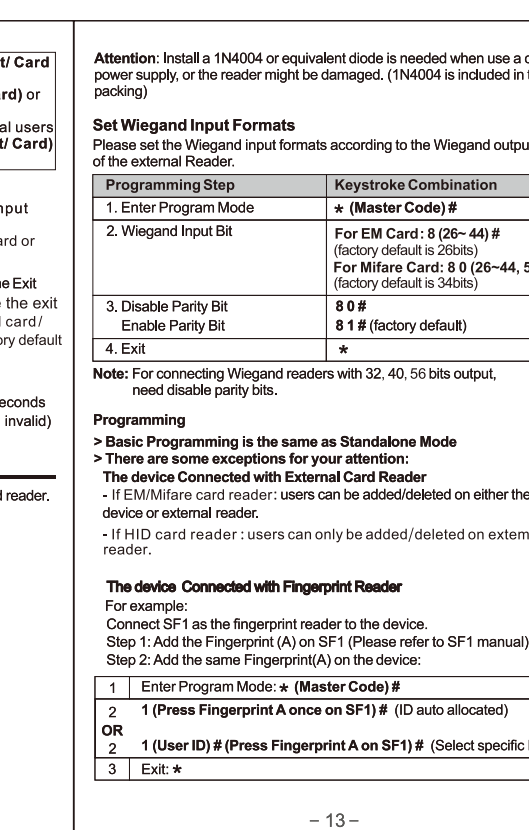 t/ Card
rd) or
al users
t/ Card)
nput
ard or
e Exit
e the exit
l card/
ory default
econds
invalid)
d reader.
Attention: Install a 1N4004 or equivalent diode is needed when use a
power supply, or the reader might be damaged. (1N4004 is included in
packing)
Set Wiegand Input Formats
Please set the Wiegand input formats according to the Wiegand outpu
of the external Reader.
Programming Step Keystroke Combination
1. Enter Program Mode * (Master Code) #
2. Wiegand Input Bit For EM Card: 8 (26~ 44) #
(factory default is 26bits)
For Mifare Card: 8 0 (26~44, 5
(factory default is 34bits)
3. Disable Parity Bit 8 0 #
Enable Parity Bit 8 1 # (factory default)
4. Exit *
Note: For connecting Wiegand readers with 32, 40, 56 bits output,
need disable parity bits.
Programming
> Basic Programming is the same as Standalone Mode
> There are some exceptions for your attention:
The device Connected with External Card Reader
- If EM/Mifare card reader: users can be added/deleted on either the
device or external reader.
- If HID card reader : users can only be added/deleted on extern
reader.
The device Connected with Fingerprint Reader
For example:
Connect SF1 as the fingerprint reader to the device.
Step 1: Add the Fingerprint (A) on SF1 (Please refer to SF1 manual)
Step 2: Add the same Fingerprint(A) on the device:
1 Enter Program Mode: * (Master Code) #
2 1 (Press Fingerprint A once on SF1) # (ID auto allocated)
OR
2 1 (User ID) # (Press Fingerprint A on SF1) # (Select specific
3 Exit: *
– 13 –